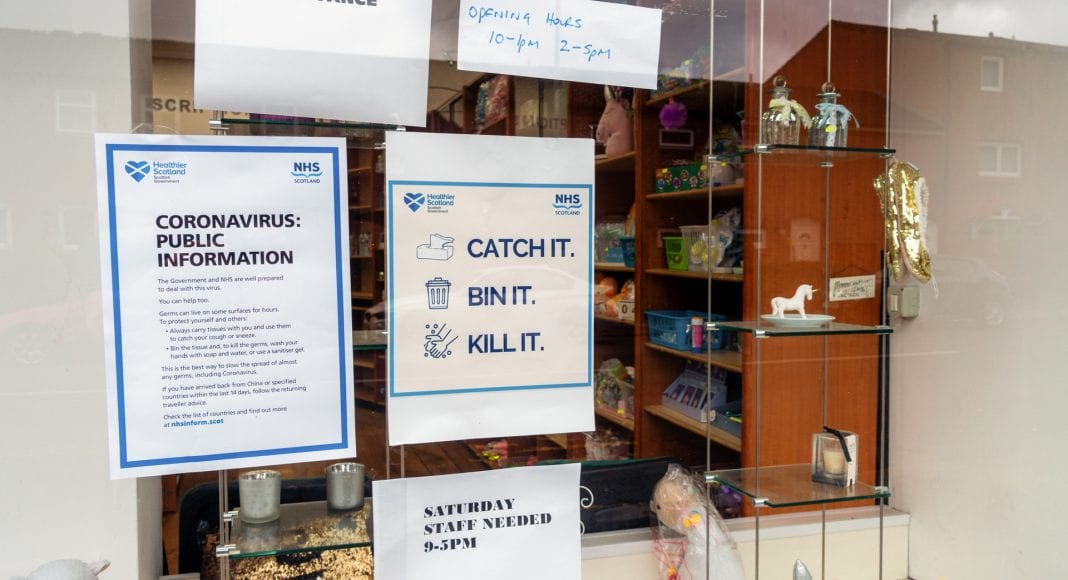 OPENING HOURS
10-1pm 2-5pm
SCRIPTION
Healthier
Scotland
Scottish
Government
NHS
SCOTLAND
CORONAVIRUS:
PUBLIC
INFORMATION
The Government and NHS are well prepared
to deal with this virus.
You can help too.
Germs can live on some surfaces for hours.
To protect yourself and others:
• Always carry tissues with you and use them
to catch your cough or sneeze.
• Bin the tissue and, to kill the germs, wash your
hands with soap and water, or use a sanitiser gel.
This is the best way to slow the spread of almost
any germs, including Coronavirus.
If you have arrived back from China or specified
countries within the last 14 days, follow the returning
traveller advice.
Check the list of countries and find out more
at nhsinform.scot
Healthier
Scotland
Scottish
Government
NHS
SCOTLAND
CATCH IT.
BIN IT.
KILL IT.
SATURDAY
STAFF NEEDED
9-5PM